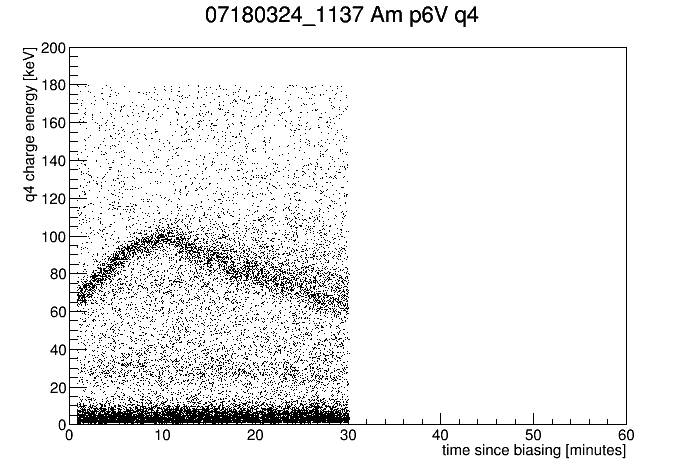 07180324_1137 Am p6V q4
q4 charge energy [keV]
200
180
160
140
120
100
80
60
40
20
0
0 10 20 30 40 50 60
time since biasing [minutes]